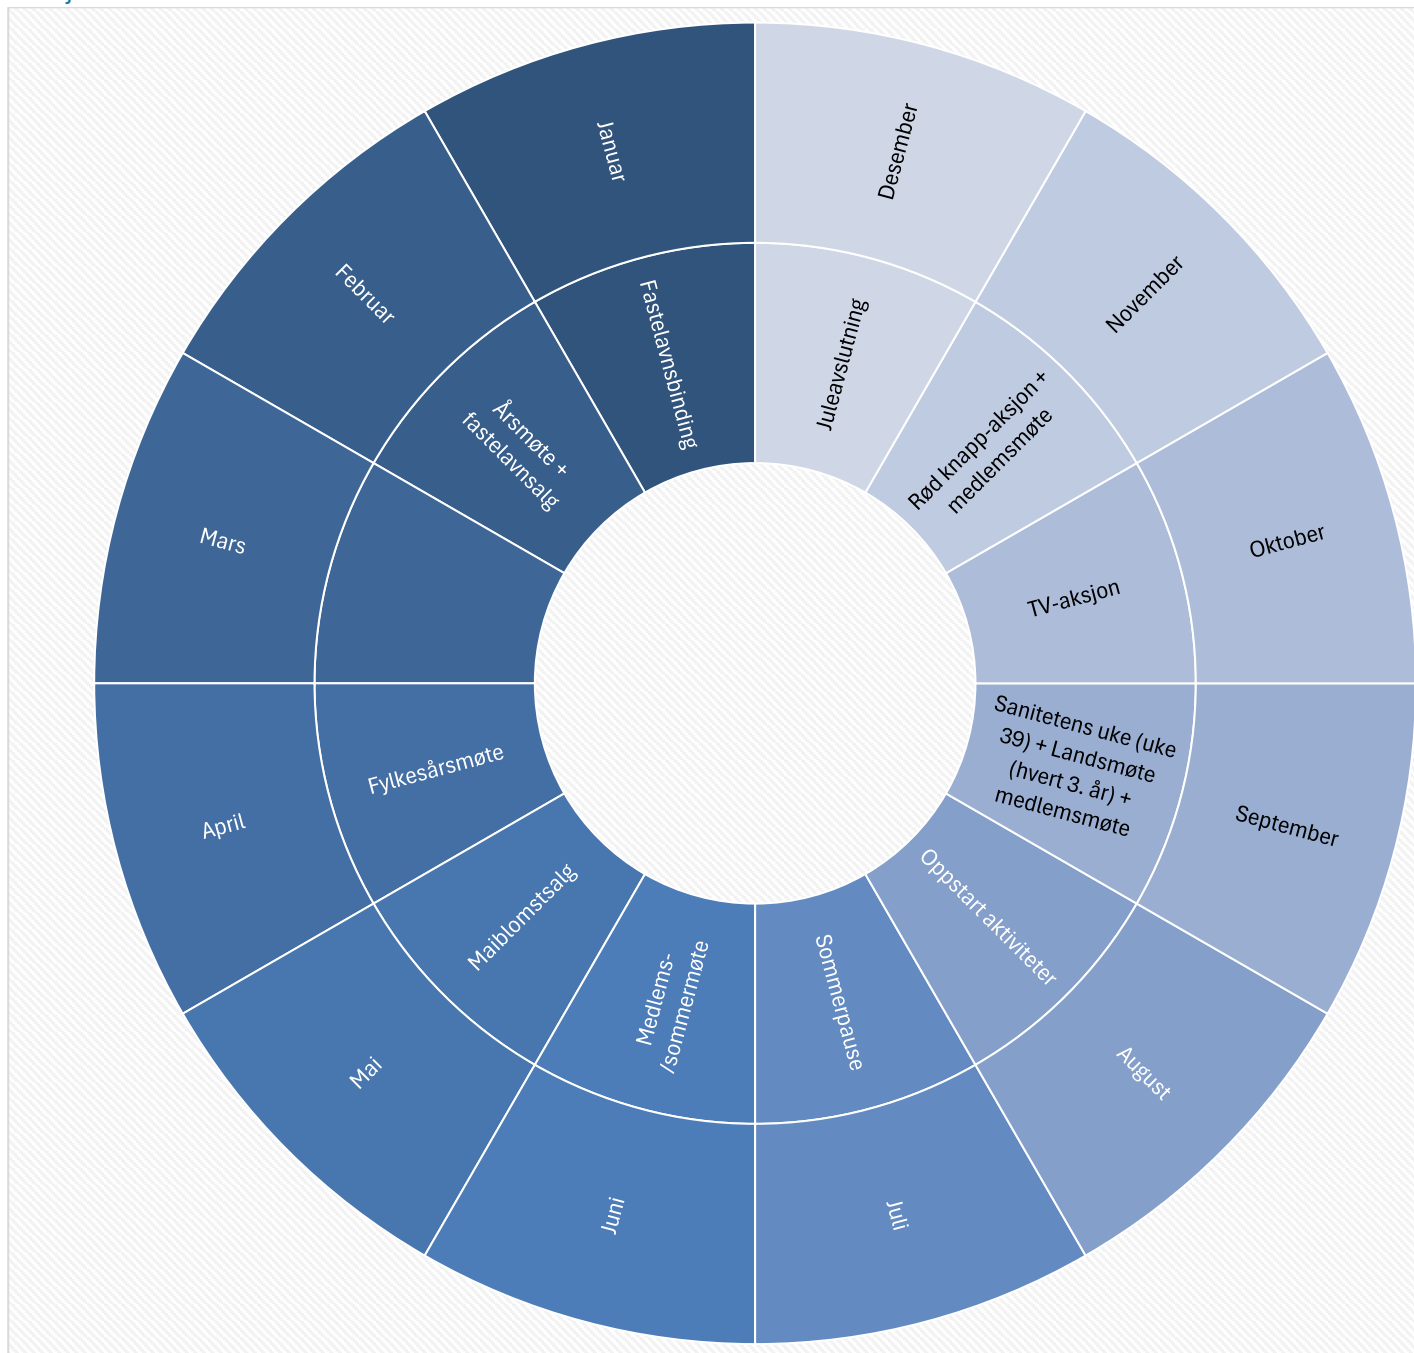 Januar
Fastelavnsbinding
Februar
Årsmøte +
fastelavnsalg
Mars
April
Fylkesårsmøte
Mai
Maiblomstsalg
Juni
Medlems-
/sommermøte
Juli
Sommerpause
August
Oppstart aktiviteter
September
Sanitetens uke (uke
39) + Landsmøte
(hvert 3. år) +
medlemsmøte
Oktober
TV-aksjon
November
Rød knapp-aksjon +
medlemsmøte
Desember
Juleavslutning